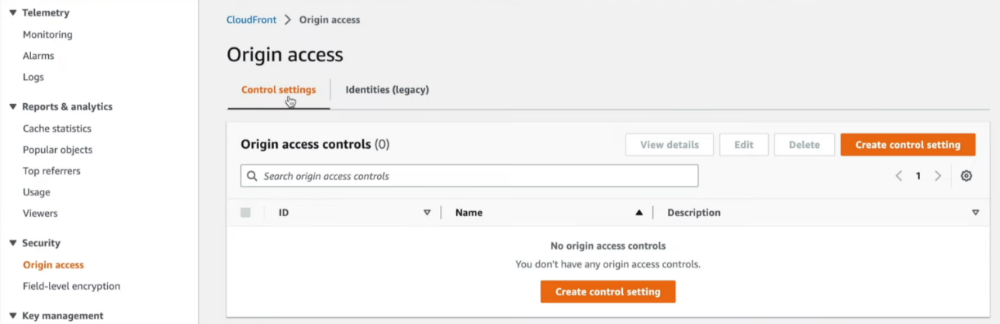 Telemetry
Monitoring
Alarms
Logs
Reports & analytics
Cache statistics
Popular objects
Top referrers
Usage
Viewers
Security
Origin access
Field-level encryption
Key management
CloudFront > Origin access
Origin access
Control settings Identities (legacy)
Origin access controls (0) View details Edit Delete Create control setting
Search origin access controls < 1 >
ID Name Description
No origin access controls
You don't have any origin access controls.
Create control setting